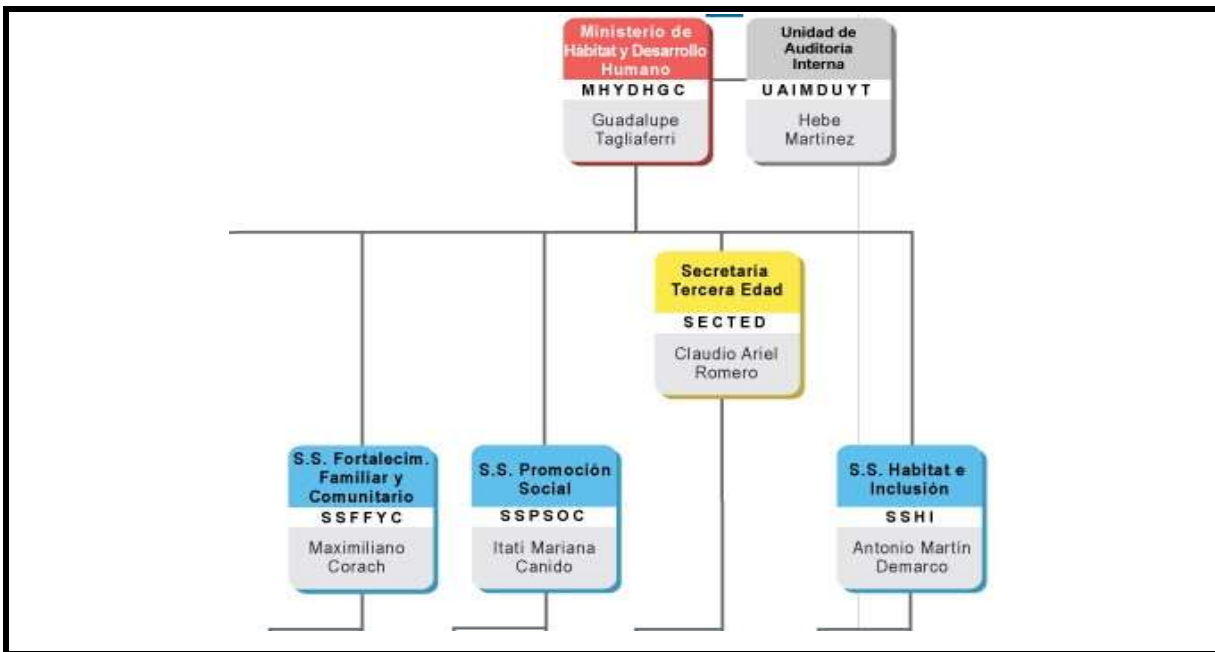 Ministerio de
Hábitat y Desarrollo
Humano
MHYDHGC
Guadalupe
Tagliaferri
Unidad de
Auditoria
Interna
UAIMDUYT
Hebe
Martinez
Secretaría
Tercera Edad
SECTED
Claudio Ariel
Romero
S.S. Fortalecim.
Familiar y
Comunitario
SSFFYC
Maximiliano
Corach
S.S. Promoción
Social
SSPSOC
Itatí Mariana
Canido
S.S. Habitat e
Inclusión
SSHI
Antonio Martín
Demarco